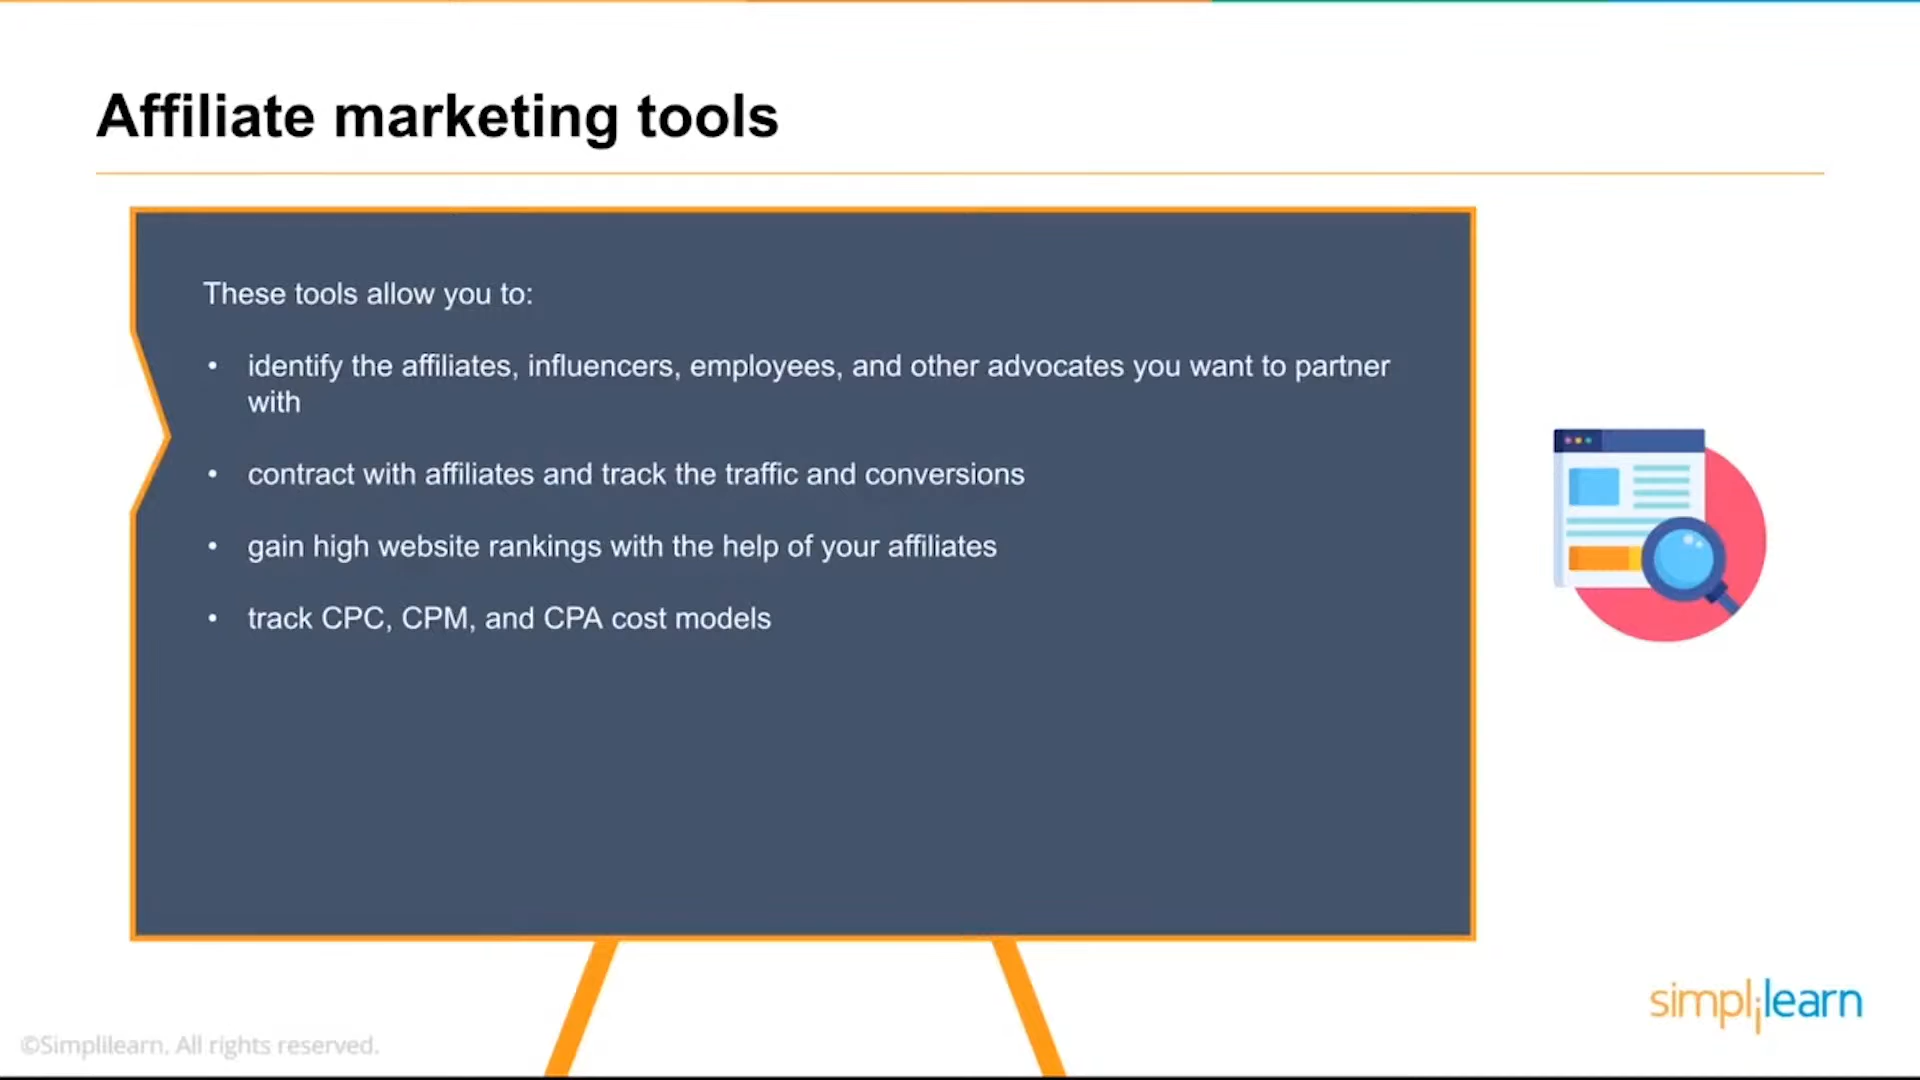 Affiliate marketing tools
These tools allow you to:
• identify the affiliates, influencers, employees, and other advocates you want to partner
with
• contract with affiliates and track the traffic and conversions
• gain high website rankings with the help of your affiliates
• track CPC, CPM, and CPA cost models
simplilearn
©Simplilearn. All rights reserved.